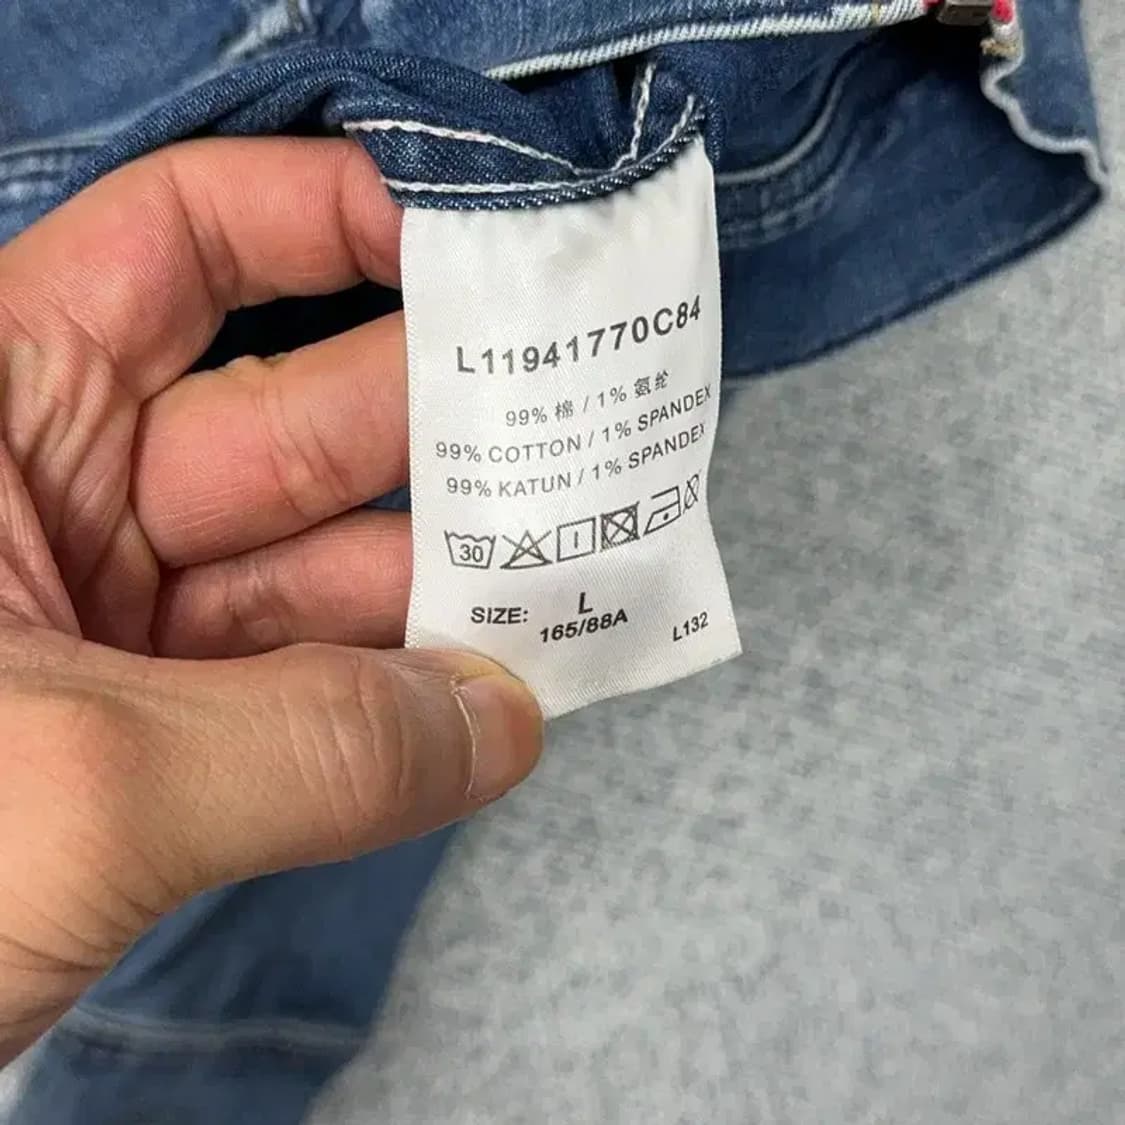 L11941770C84
99% 棉 / 1% 氨纶
99% COTTON / 1% SPANDEX
99% KATUN / 1% SPANDEX
30
SIZE: L
165/88A
L132